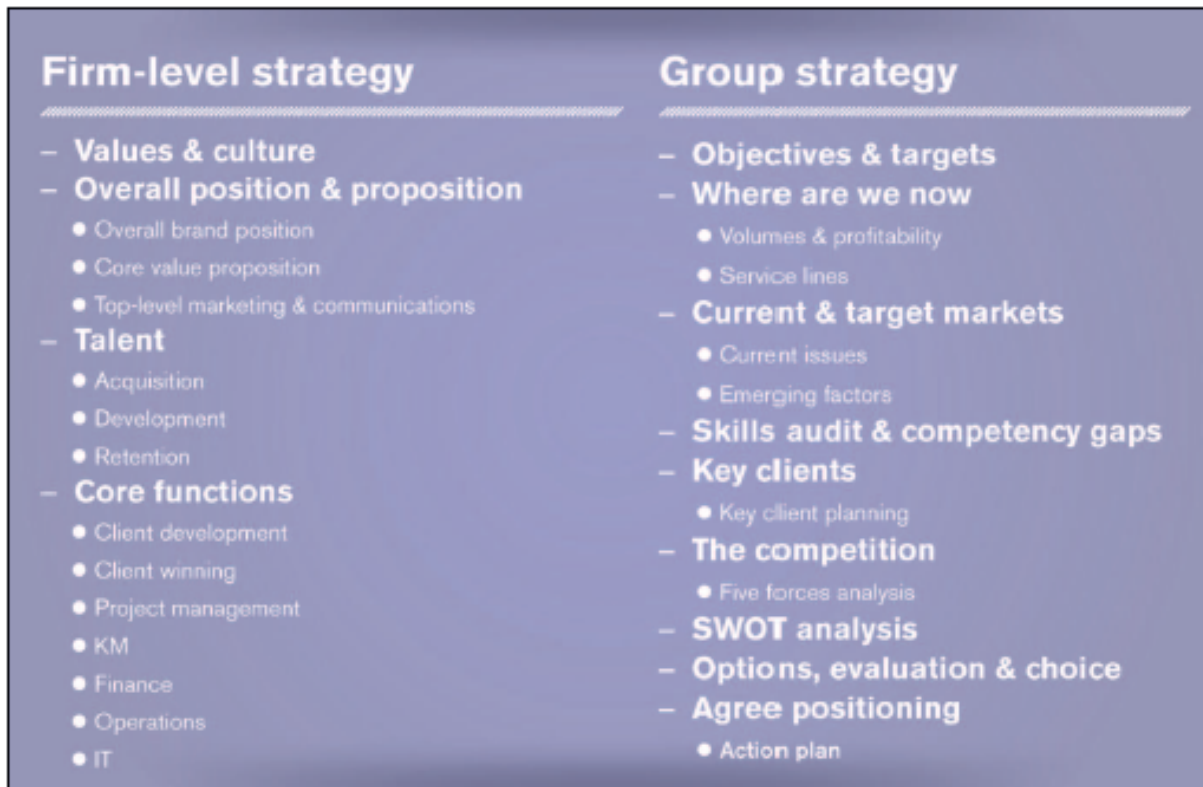 Firm-level strategy
– Values & culture
– Overall position & proposition
● Overall brand position
● Core value proposition
● Top-level marketing & communications
– Talent
● Acquisition
● Development
● Retention
– Core functions
● Client development
● Client winning
● Project management
● KM
● Finance
● Operations
● IT
Group strategy
– Objectives & targets
– Where are we now
● Volumes & profitability
● Service lines
– Current & target markets
● Current issues
● Emerging factors
– Skills audit & competency gaps
– Key clients
● Key client planning
– The competition
● Five forces analysis
– SWOT analysis
– Options, evaluation & choice
– Agree positioning
● Action plan